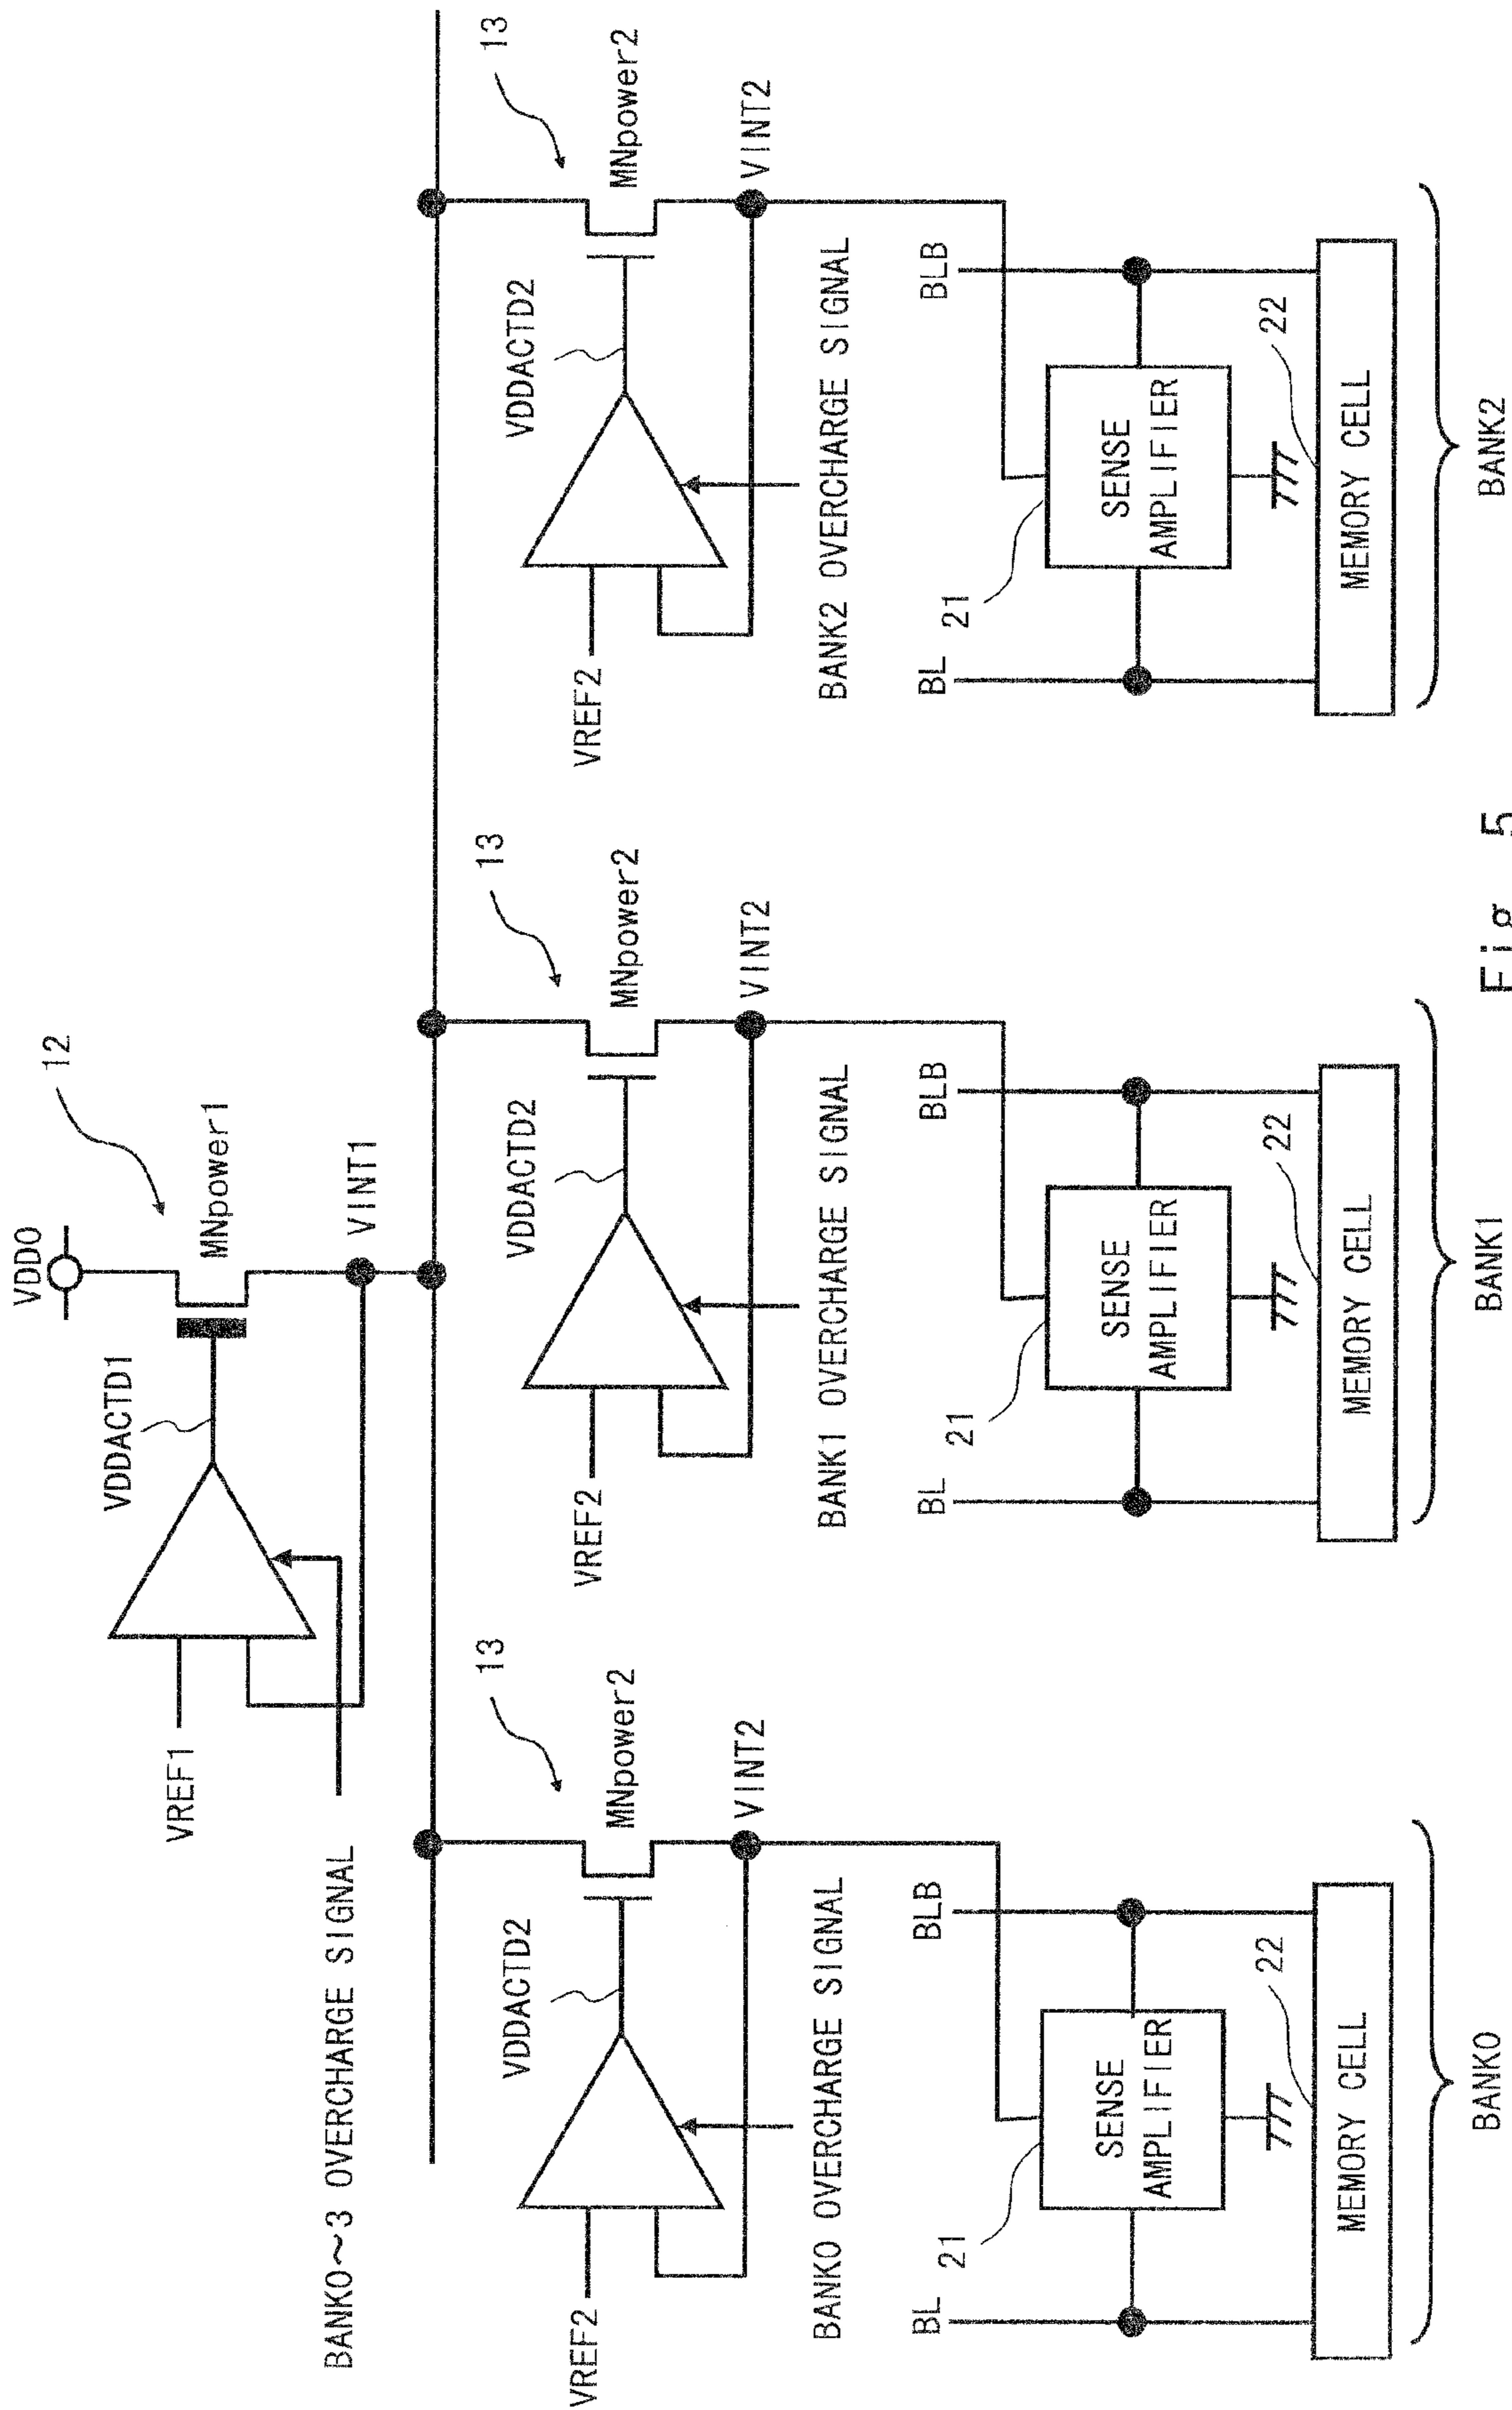 VDD0
12
MNpower1
VDDACTD1
VREF1
VINT1
BANK0~3 OVERCHARGE SIGNAL
13
MNpower2
VDDACTD2
VREF2
VINT2
BANK0 OVERCHARGE SIGNAL
BL
BLB
21
SENSE
AMPLIFIER
22
MEMORY CELL
BANK0
13
MNpower2
VDDACTD2
VREF2
VINT2
BANK1 OVERCHARGE SIGNAL
BL
BLB
21
SENSE
AMPLIFIER
22
MEMORY CELL
BANK1
13
MNpower2
VDDACTD2
VREF2
VINT2
BANK2 OVERCHARGE SIGNAL
BL
BLB
21
SENSE
AMPLIFIER
22
MEMORY CELL
BANK2
Fig. 5